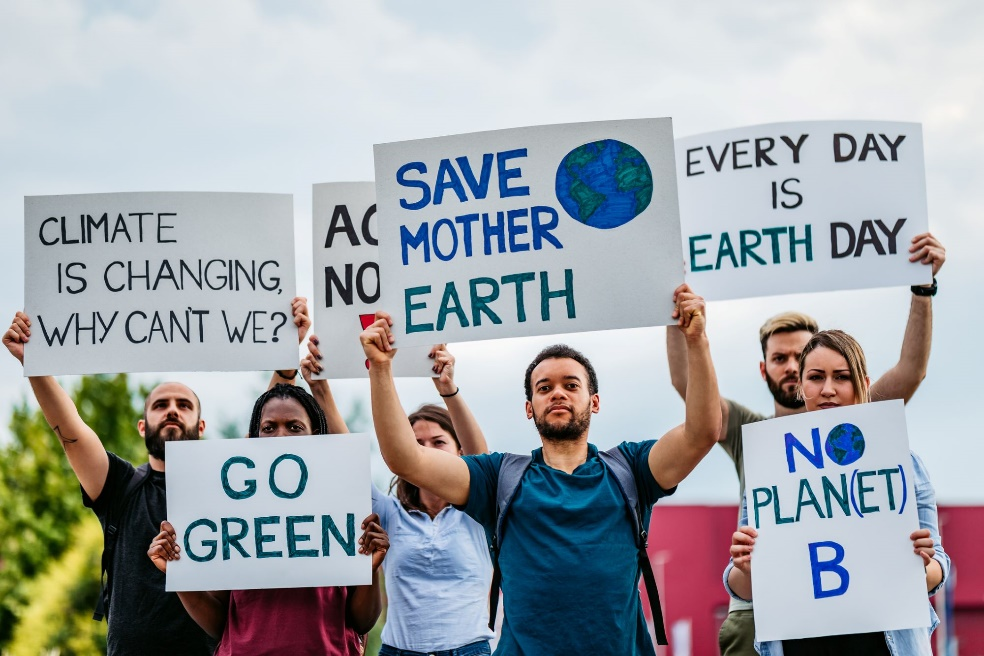 CLIMATE
IS CHANGING,
WHY CAN'T WE?
NO
SAVE
MOTHER
EARTH
EVERY DAY
IS
EARTH DAY
GO
GREEN
NO
PLAN(ET)
B